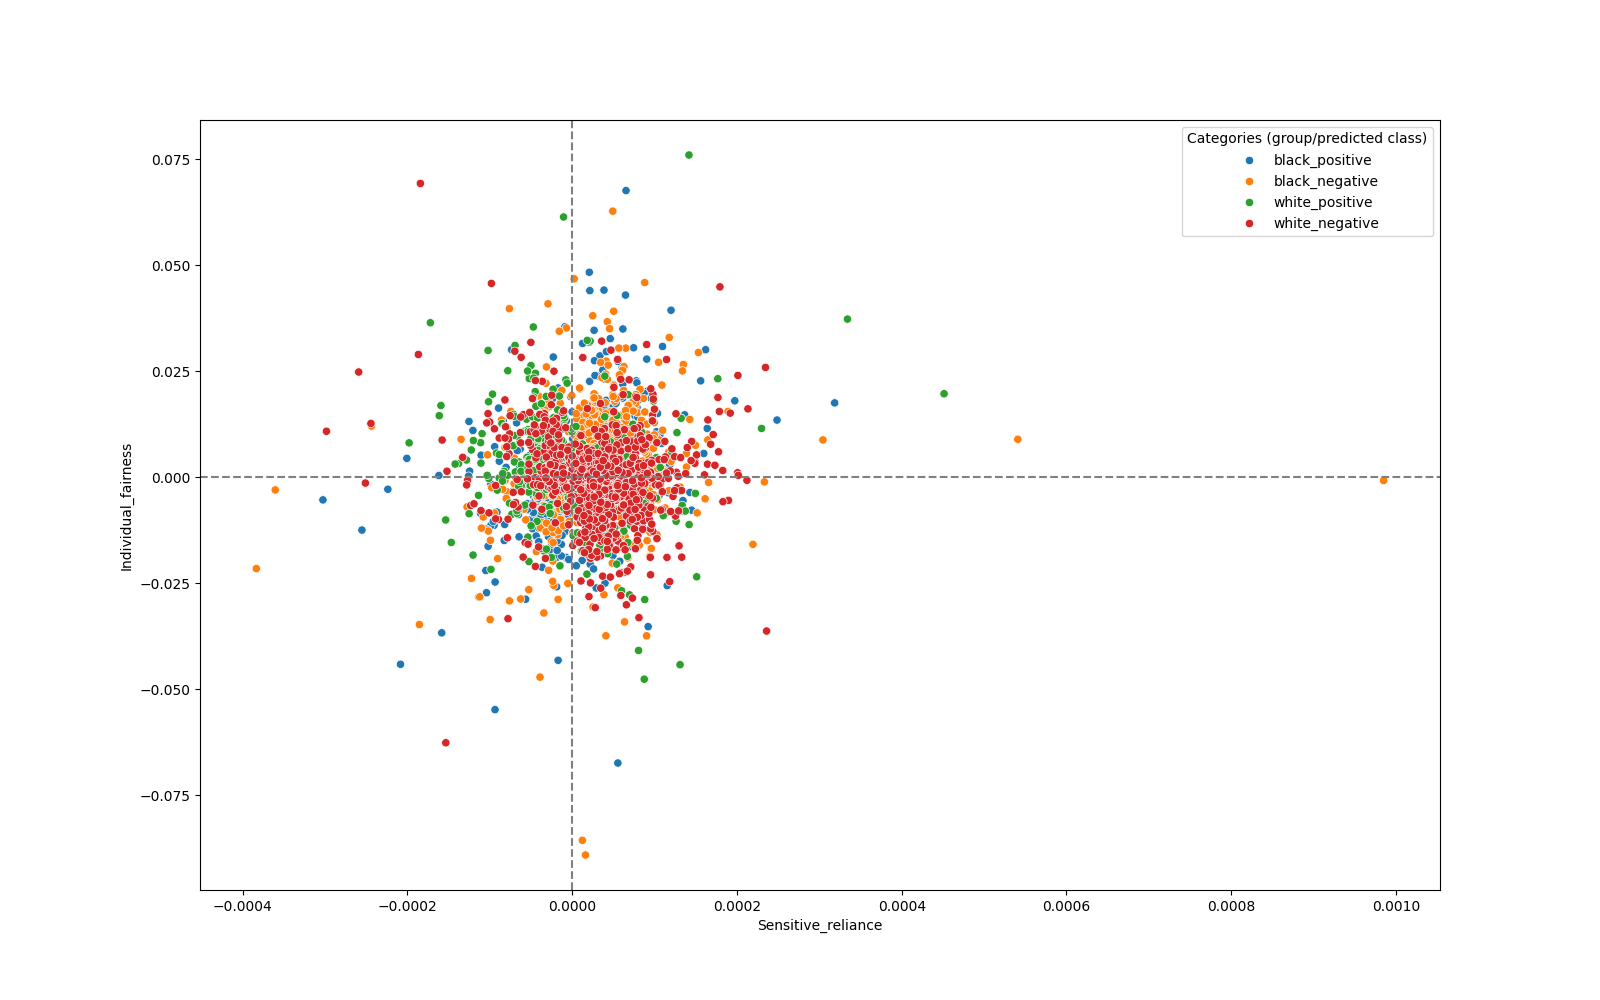 Categories (group/predicted class)
black_positive
black_negative
white_positive
white_negative
0.075
0.050
0.025
0.000
−0.025
−0.050
−0.075
Individual_fairness
−0.0004
−0.0002
0.0000
0.0002
0.0004
0.0006
0.0008
0.0010
Sensitive_reliance